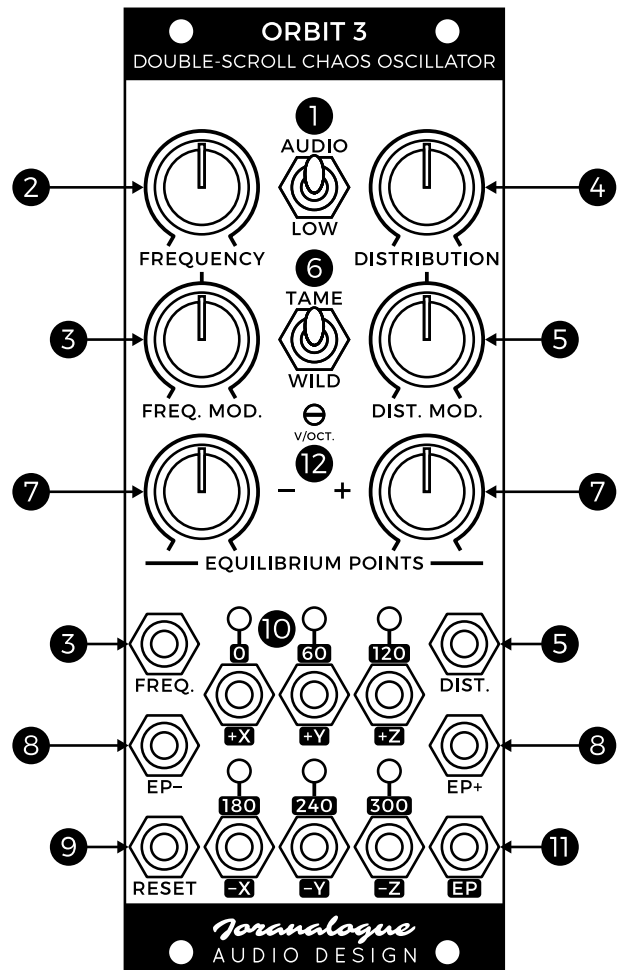 ORBIT 3
DOUBLE-SCROLL CHAOS OSCILLATOR
1
AUDIO
2
4
LOW
FREQUENCY
DISTRIBUTION
6
TAME
3
5
WILD
FREQ. MOD.
DIST. MOD.
V/OCT.
12
7
− +
7
EQUILIBRIUM POINTS
10
3
0
60
120
5
FREQ.
DIST.
+X
+Y
+Z
8
8
EP−
EP+
180
240
300
9
11
RESET
−X
−Y
−Z
EP
Joranalogue
AUDIO DESIGN